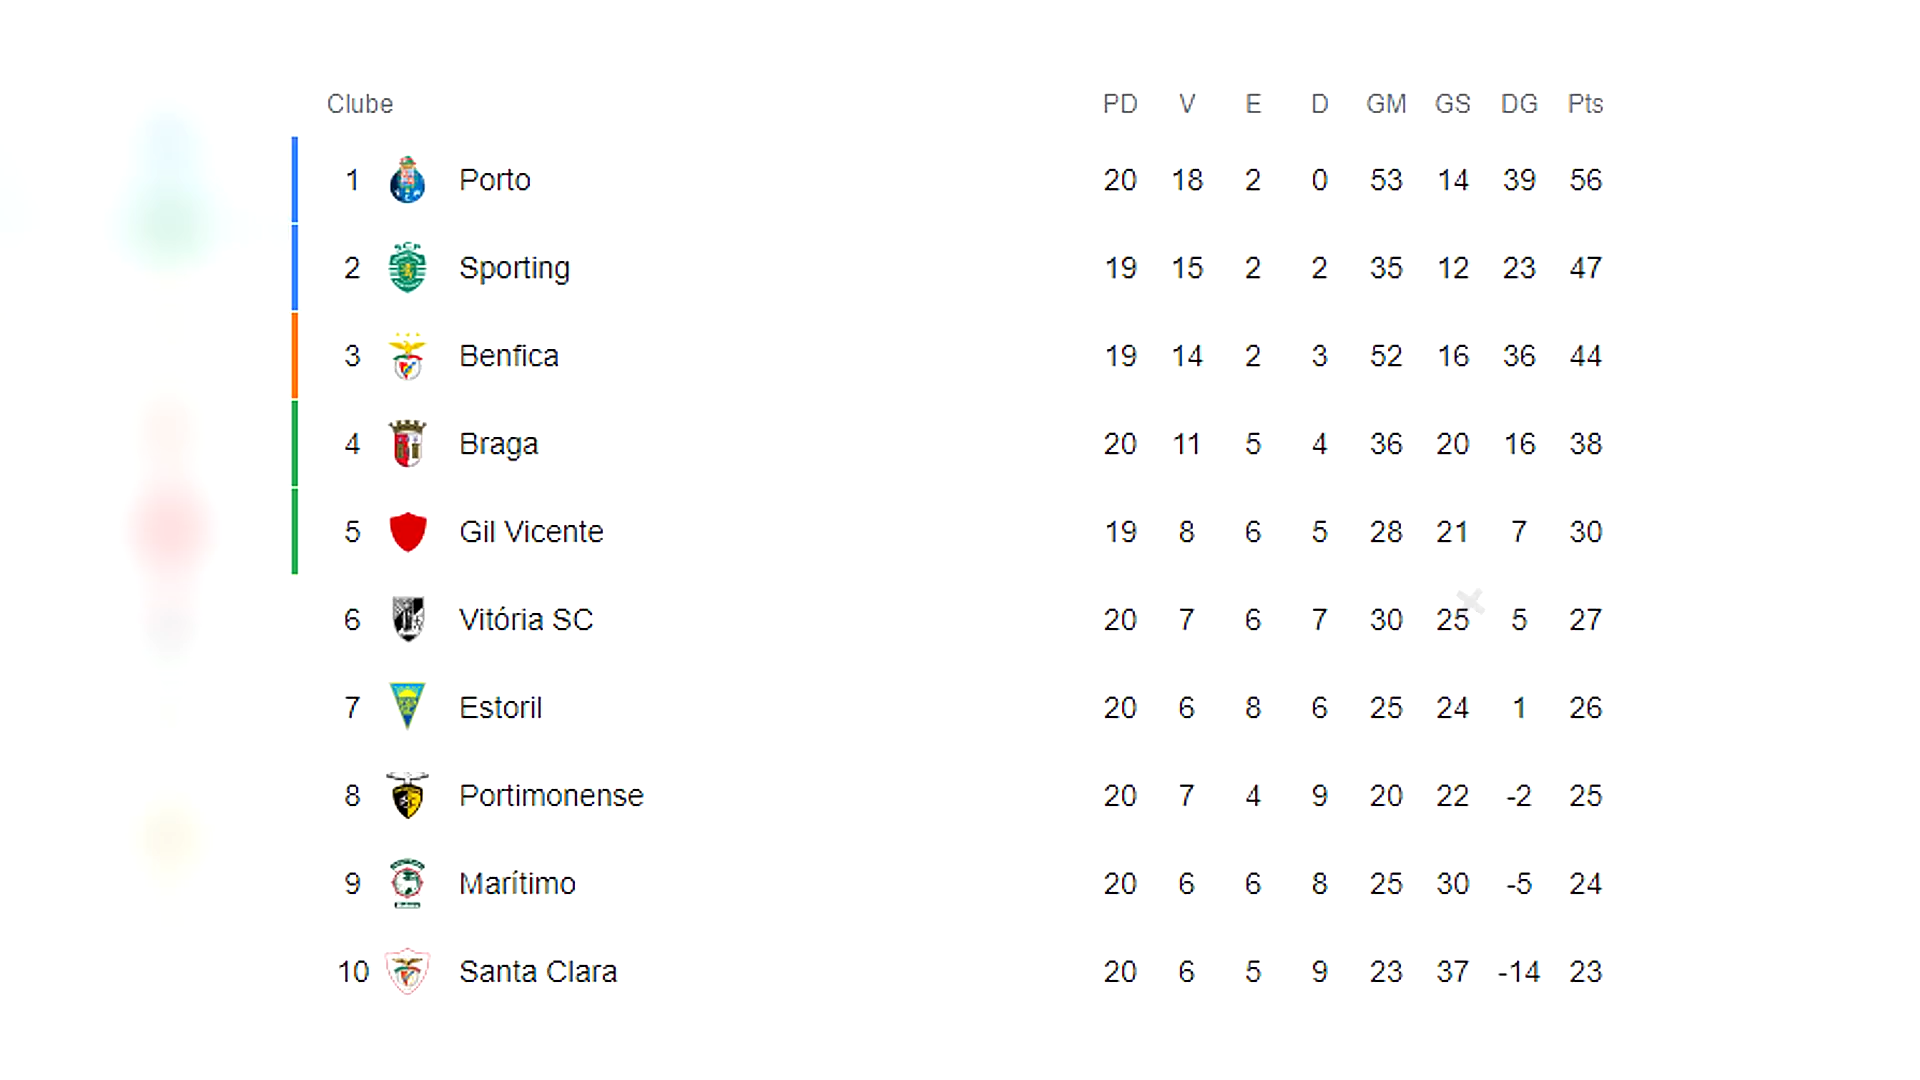 Clube PD V E D GM GS DG Pts
1 Porto 20 18 2 0 53 14 39 56
2 Sporting 19 15 2 2 35 12 23 47
3 Benfica 19 14 2 3 52 16 36 44
4 Braga 20 11 5 4 36 20 16 38
5 Gil Vicente 19 8 6 5 28 21 7 30
6 Vitória SC 20 7 6 7 30 25 5 27
7 Estoril 20 6 8 6 25 24 1 26
8 Portimonense 20 7 4 9 20 22 -2 25
9 Marítimo 20 6 6 8 25 30 -5 24
10 Santa Clara 20 6 5 9 23 37 -14 23